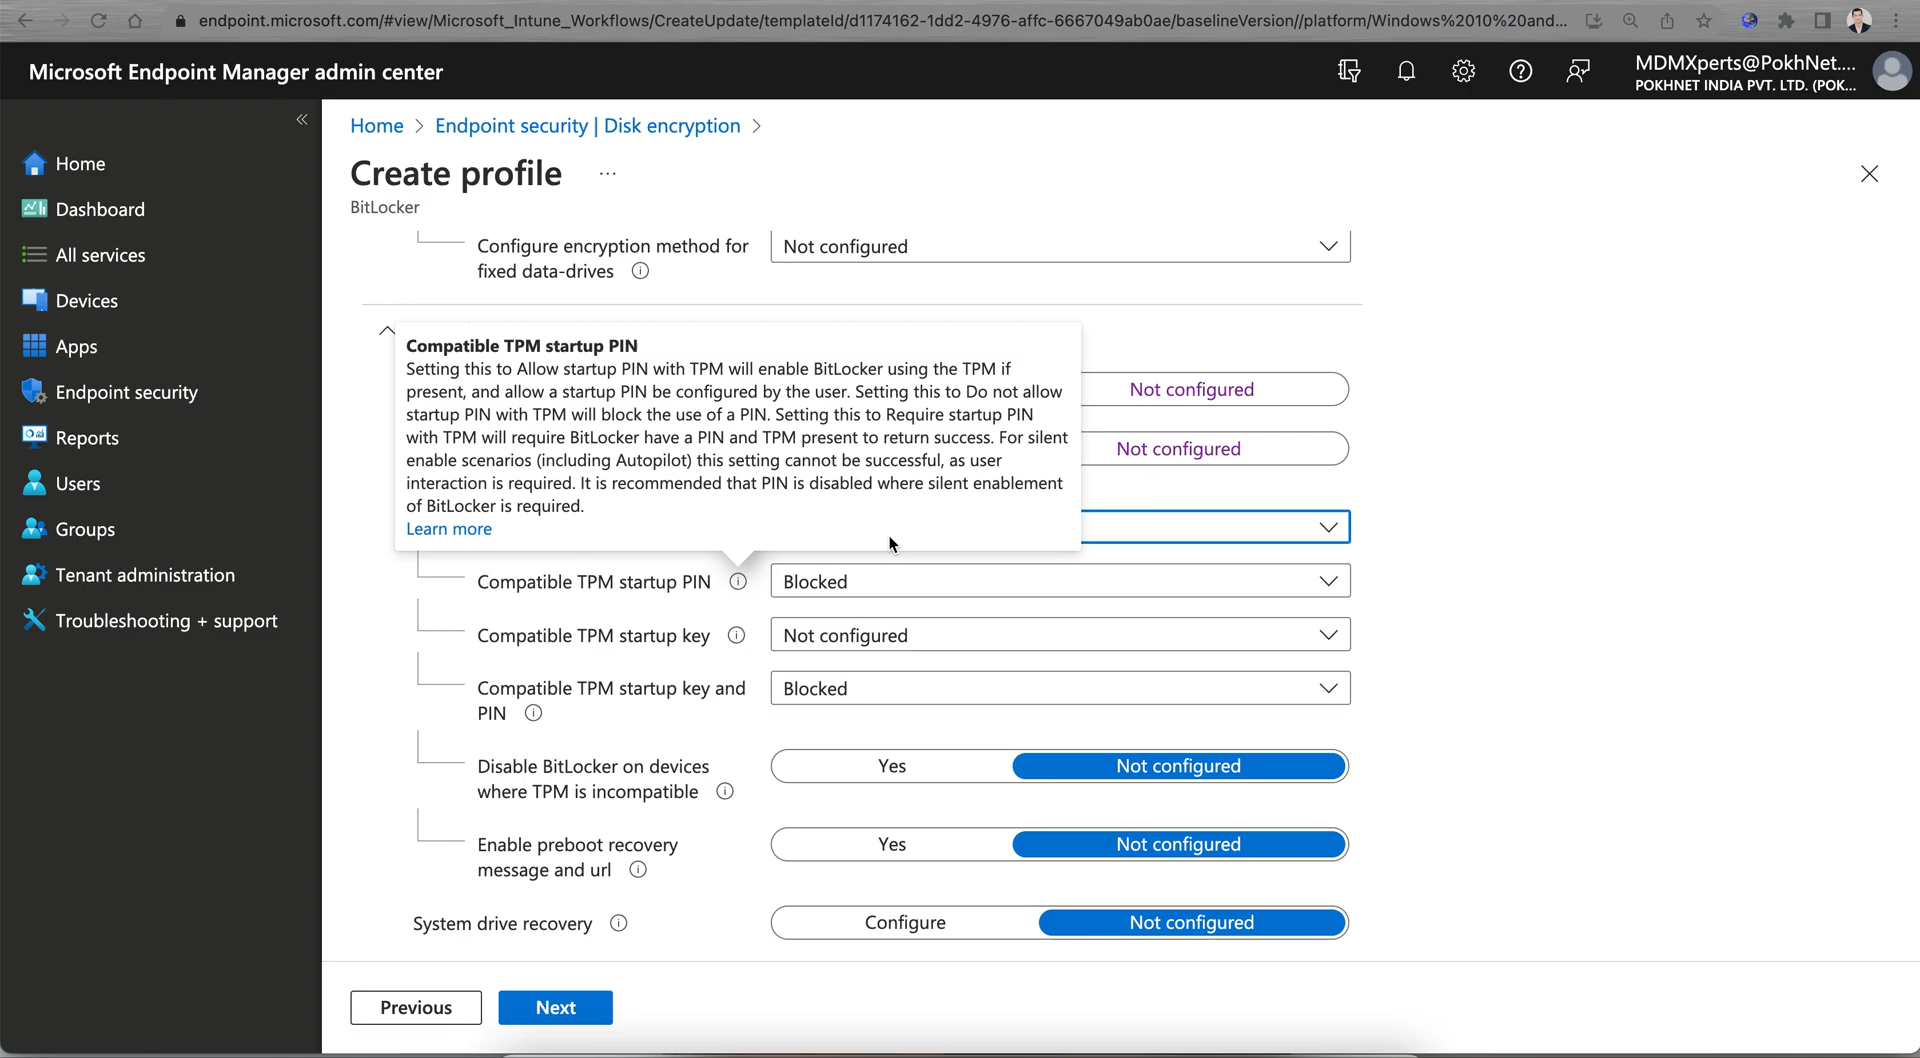 endpoint.microsoft.com/#view/Microsoft_Intune_Workflows/CreateUpdate/templateId/d1174162-1dd2-4976-affc-6667049ab0ae/baselineVersion//platform/Windows%2010%20and...
Microsoft Endpoint Manager admin center
MDMXperts@PokhNet....
POKHNET INDIA PVT. LTD. (POK...
Home
Dashboard
All services
Devices
Apps
Endpoint security
Reports
Users
Groups
Tenant administration
Troubleshooting + support
Home > Endpoint security | Disk encryption >
Create profile ...
BitLocker
Configure encryption method for
fixed data-drives
Not configured
Compatible TPM startup PIN
Setting this to Allow startup PIN with TPM will enable BitLocker using the TPM if
present, and allow a startup PIN be configured by the user. Setting this to Do not allow
startup PIN with TPM will block the use of a PIN. Setting this to Require startup PIN
with TPM will require BitLocker have a PIN and TPM present to return success. For silent
enable scenarios (including Autopilot) this setting cannot be successful, as user
interaction is required. It is recommended that PIN is disabled where silent enablement
of BitLocker is required.
Learn more
Not configured
Not configured
Compatible TPM startup PIN
Blocked
Compatible TPM startup key
Not configured
Compatible TPM startup key and
PIN
Blocked
Disable BitLocker on devices
where TPM is incompatible
Yes
Not configured
Enable preboot recovery
message and url
Yes
Not configured
System drive recovery
Configure
Not configured
Previous
Next